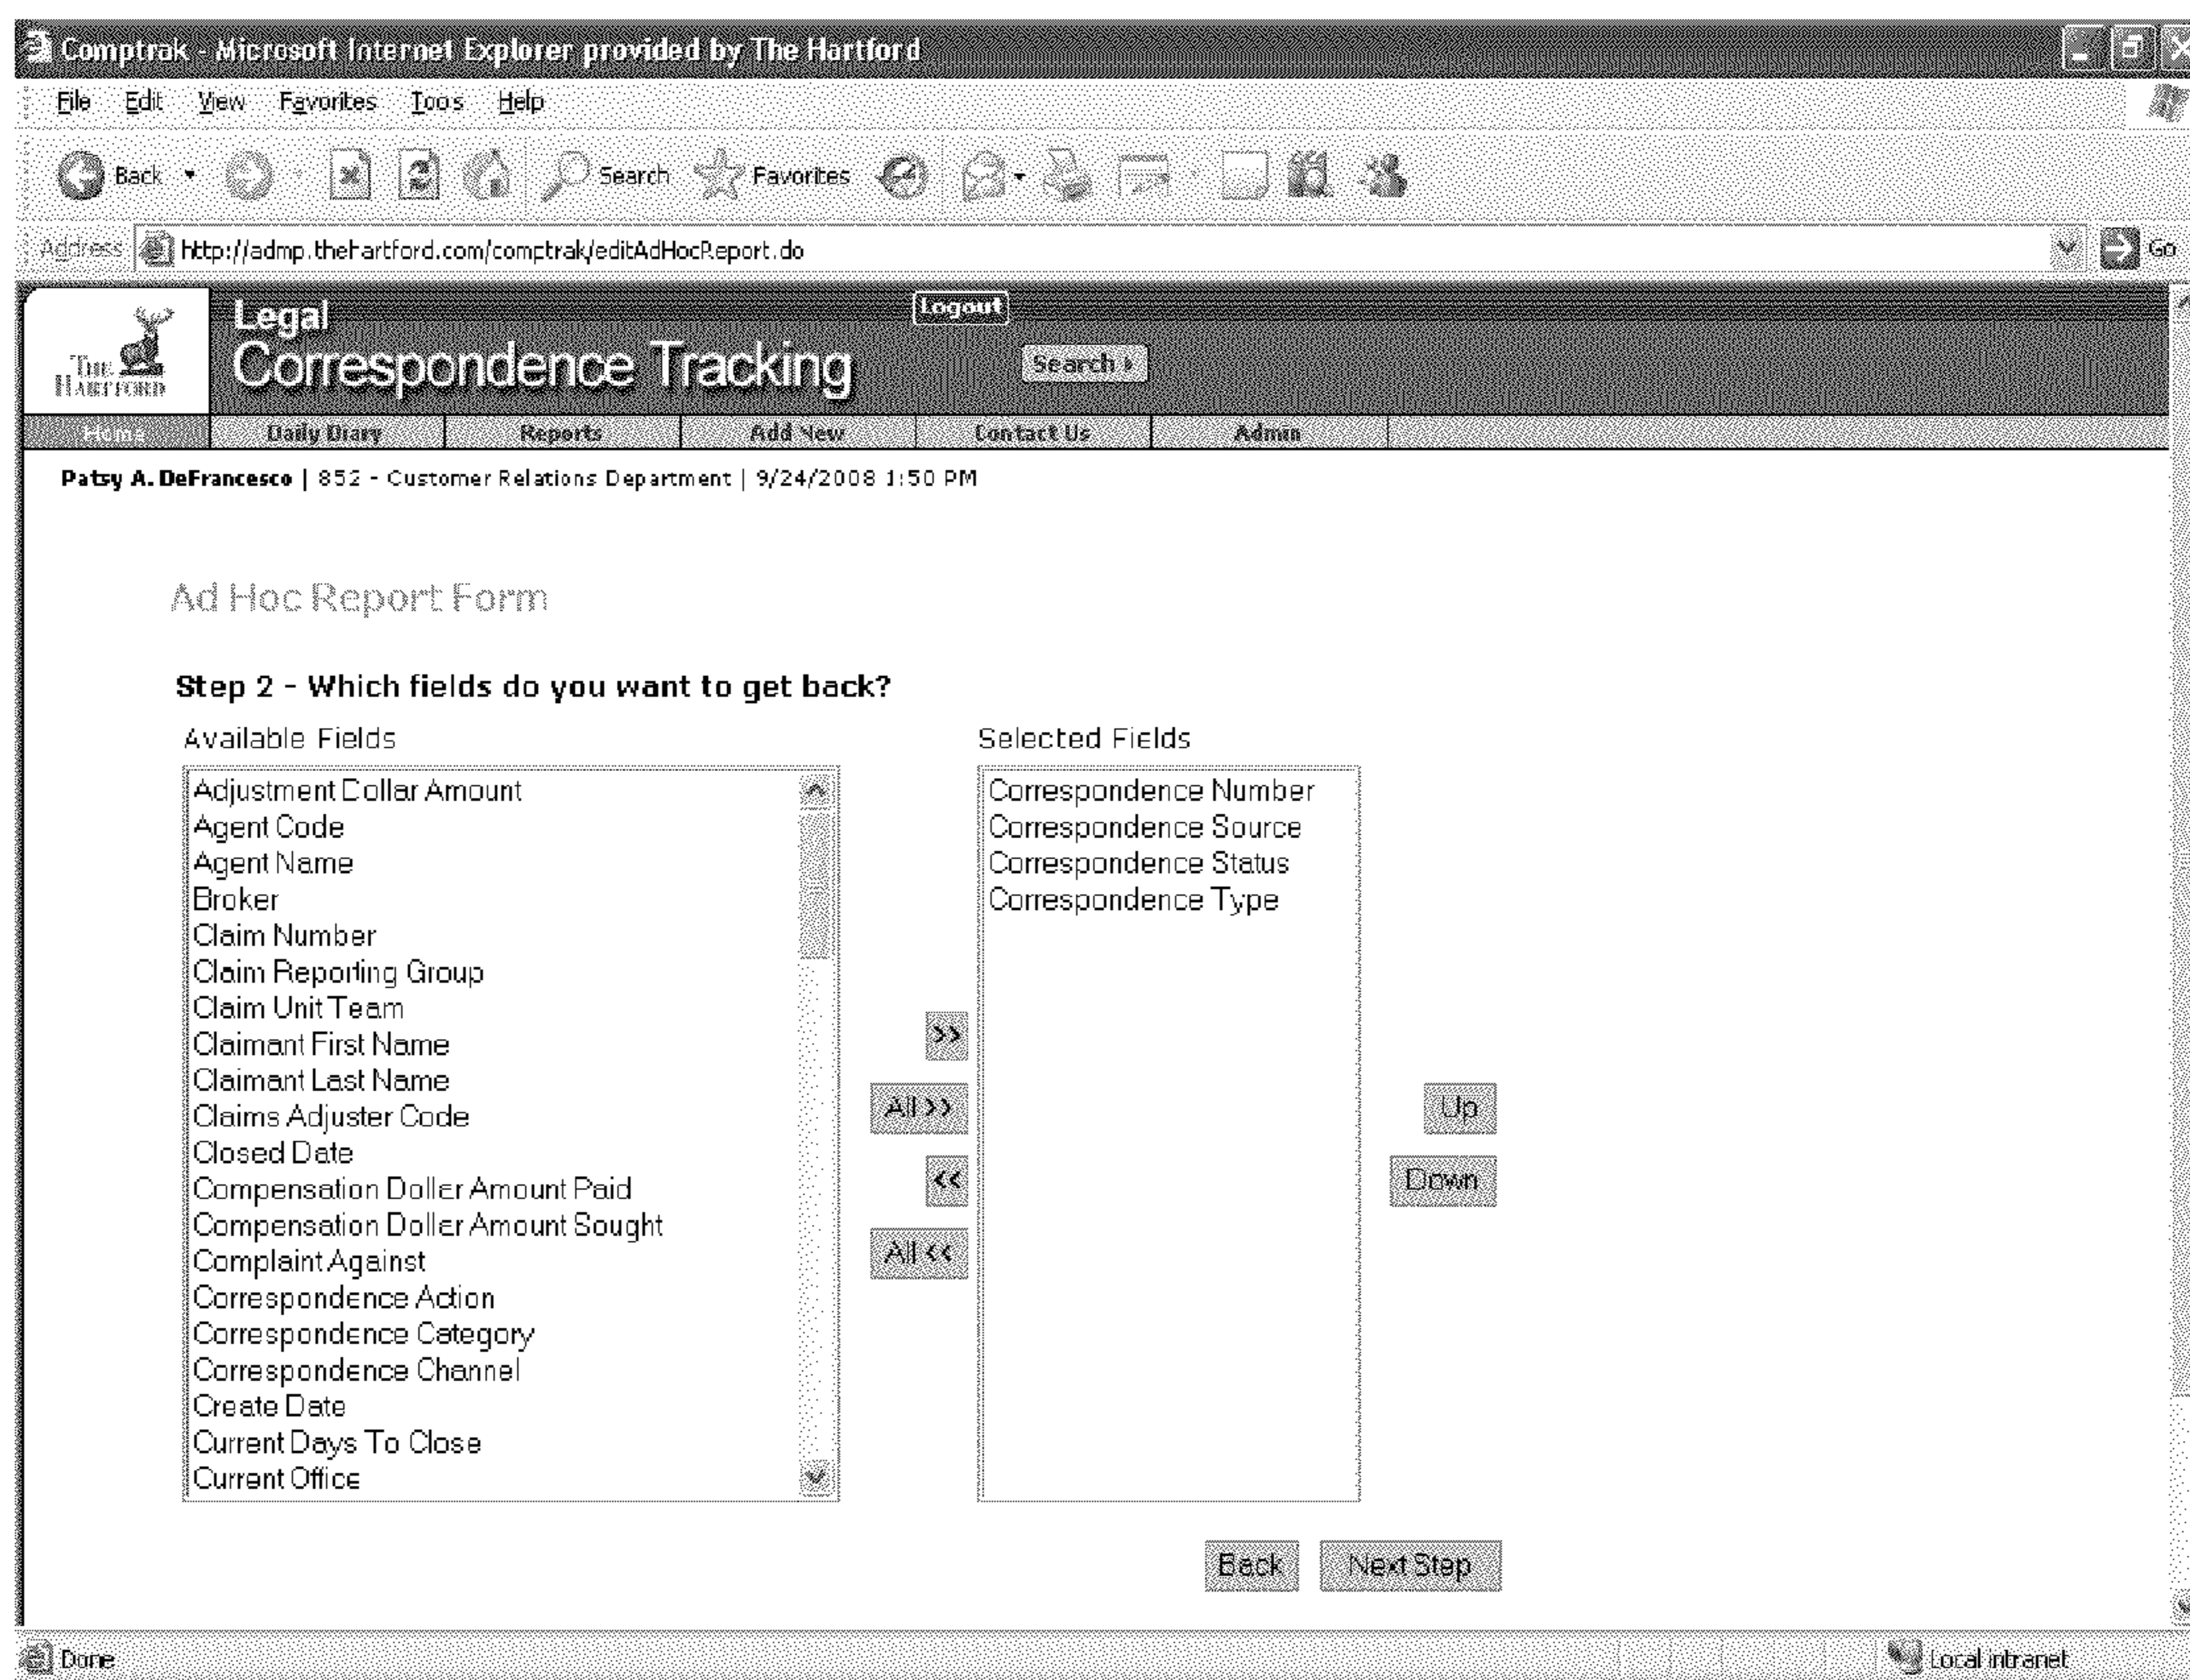 Comptrak - Microsoft Internet Explorer provided by The Hartford
File Edit View Favorites Tools Help
Back Search Favorites
Address http://admp.thehartford.com/comptrak/editAdHocReport.do Go
THE HARTFORD
Legal
Correspondence Tracking
Logout
Search
Home Daily Diary Reports Add New Contact Us Admin
Patsy A. DeFrancesco | 852 - Customer Relations Department | 9/24/2008 1:50 PM
Ad Hoc Report Form
Step 2 - Which fields do you want to get back?
Available Fields
Adjustment Dollar Amount
Agent Code
Agent Name
Broker
Claim Number
Claim Reporting Group
Claim Unit Team
Claimant First Name
Claimant Last Name
Claims Adjuster Code
Closed Date
Compensation Dollar Amount Paid
Compensation Dollar Amount Sought
Complaint Against
Correspondence Action
Correspondence Category
Correspondence Channel
Create Date
Current Days To Close
Current Office
>>
All >>
<<
All <<
Selected Fields
Correspondence Number
Correspondence Source
Correspondence Status
Correspondence Type
Up
Down
Back Next Step
Done Local intranet